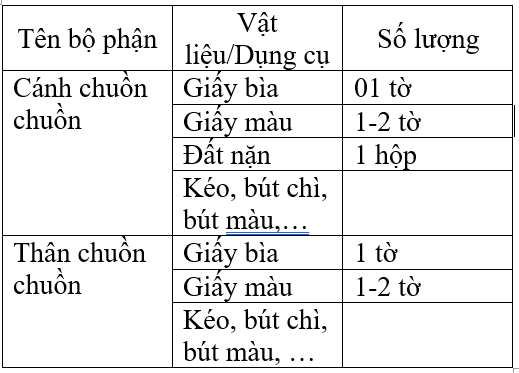 Tên bộ phận
Vật
liệu/Dụng cụ
Số lượng
Cánh chuồn
chuồn
Giấy bìa
01 tờ
Giấy màu
1-2 tờ
Đất nặn
1 hộp
Kéo, bút chì,
bút màu,…
Thân chuồn
chuồn
Giấy bìa
1 tờ
Giấy màu
1-2 tờ
Kéo, bút chì,
bút màu, …